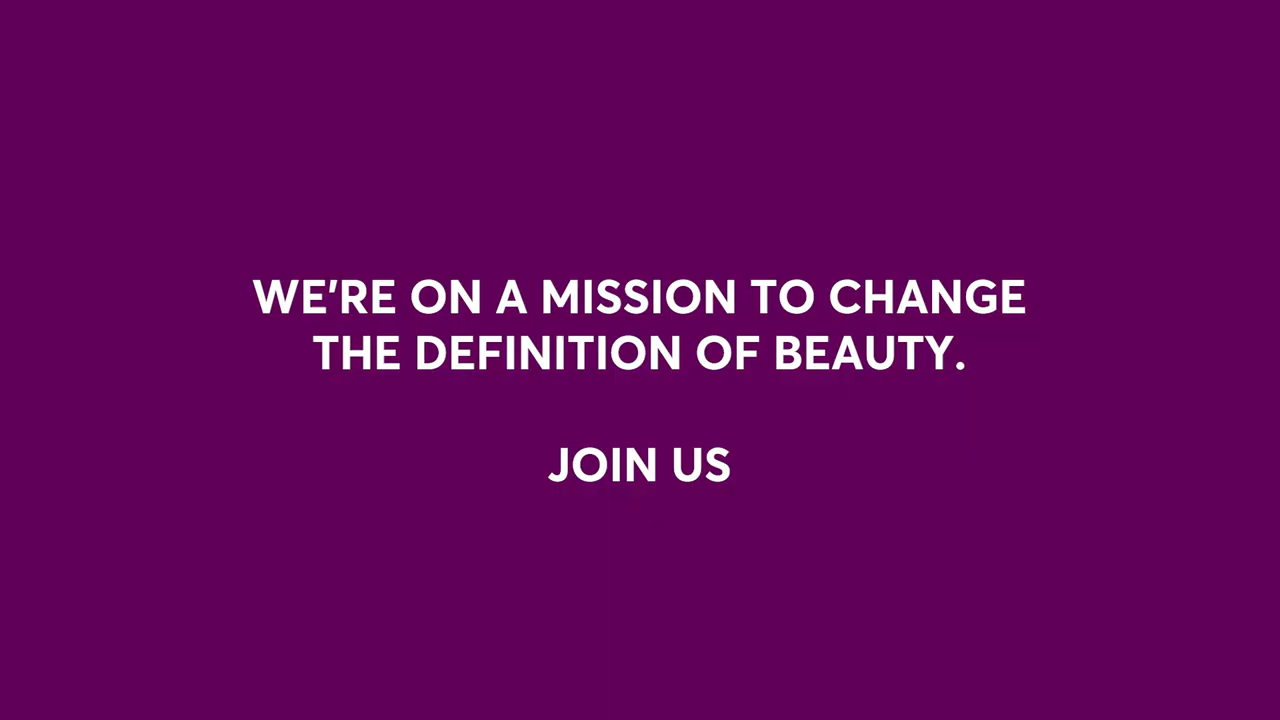 WE'RE ON A MISSION TO CHANGE
THE DEFINITION OF BEAUTY.
JOIN US